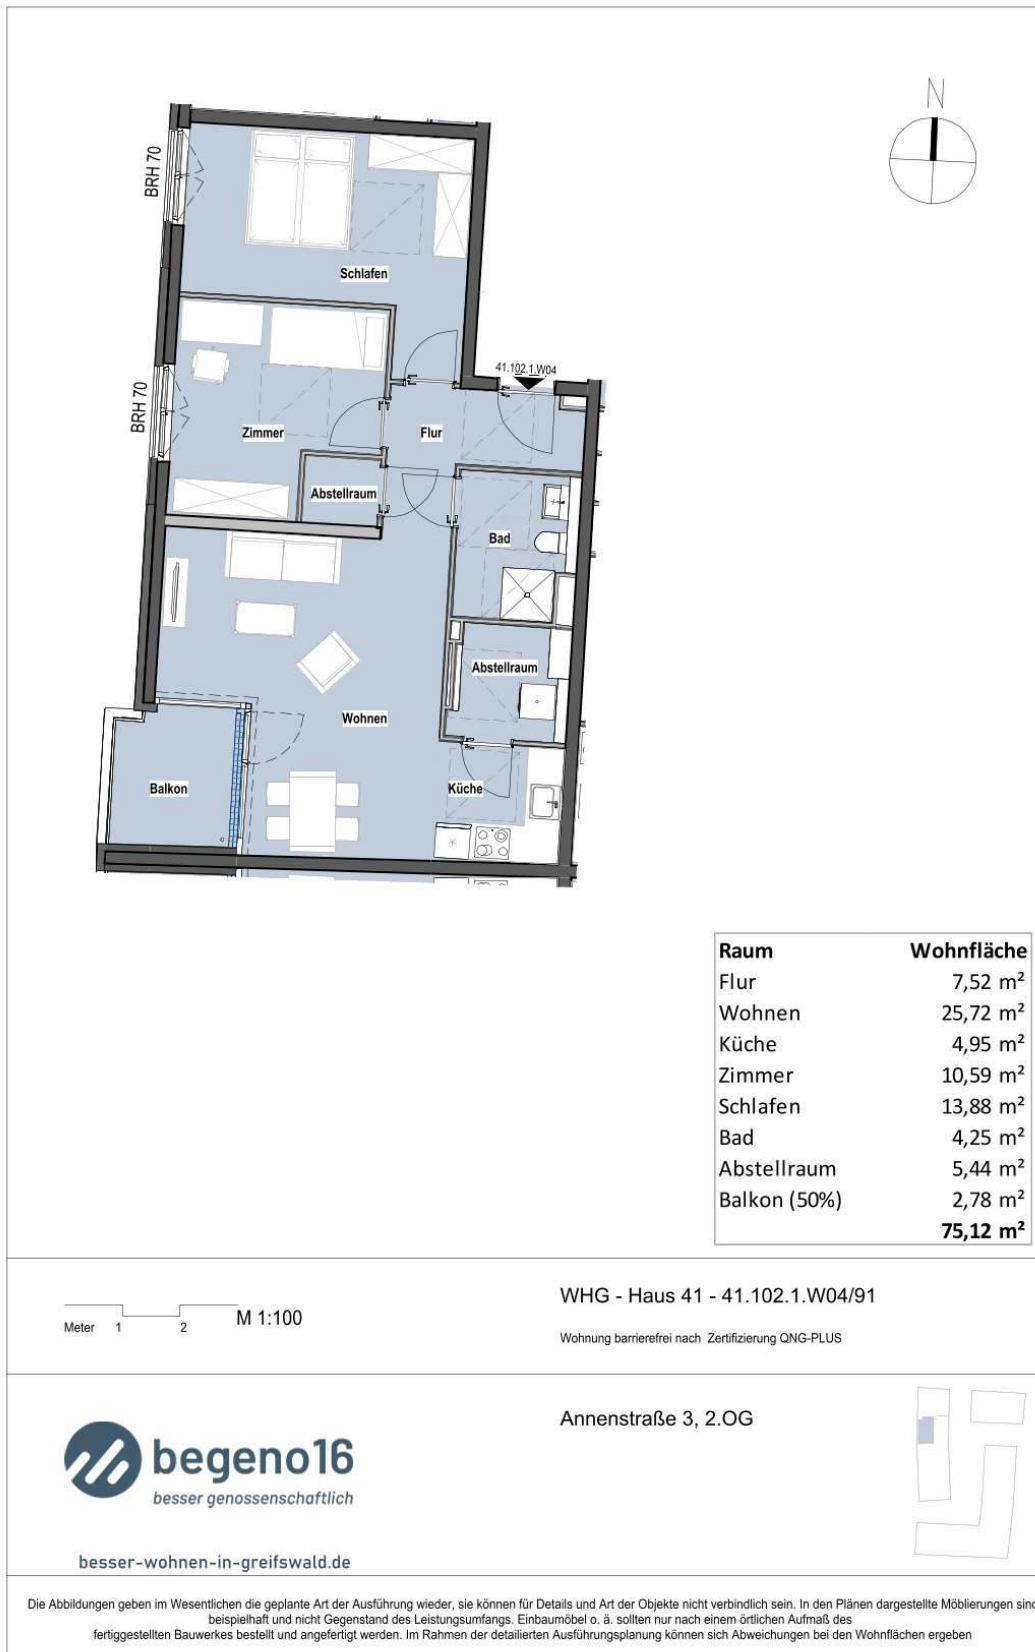 N
BRH 70
Schlafen
41.102.1.W04
BRH 70
Zimmer
Flur
Abstellraum
Bad
Abstellraum
Wohnen
Balkon
Küche
Raum Wohnfläche
Flur 7,52 m²
Wohnen 25,72 m²
Küche 4,95 m²
Zimmer 10,59 m²
Schlafen 13,88 m²
Bad 4,25 m²
Abstellraum 5,44 m²
Balkon (50%) 2,78 m²
75,12 m²
Meter 1 2 M 1:100
WHG - Haus 41 - 41.102.1.W04/91
Wohnung barrierefrei nach Zertifizierung QNG-PLUS
Annenstraße 3, 2.OG
begeno16
besser genossenschaftlich
besser-wohnen-in-greifswald.de
Die Abbildungen geben im Wesentlichen die geplante Art der Ausführung wieder, sie können für Details und Art der Objekte nicht verbindlich sein. In den Plänen dargestellte Möblierungen sind
beispielhaft und nicht Gegenstand des Leistungsumfangs. Einbaumöbel o. ä. sollten nur nach einem örtlichen Aufmaß des
fertiggestellten Bauwerkes bestellt und angefertigt werden. Im Rahmen der detailierten Ausführungsplanung können sich Abweichungen bei den Wohnflächen ergeben